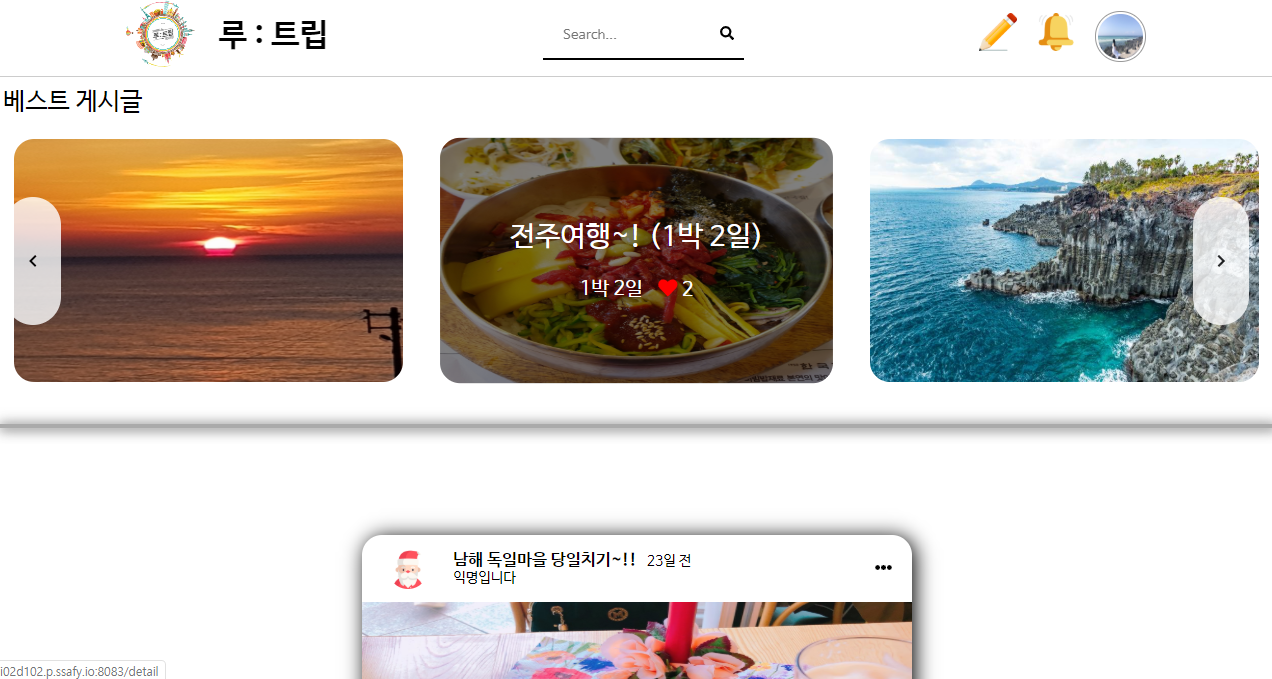 루 : 트립
Search...
베스트 게시글
전주여행~! (1박 2일)
1박 2일 2
남해 독일마을 당일치기~!! 23일 전
익명입니다
i02d102.p.ssafy.io:8083/detail